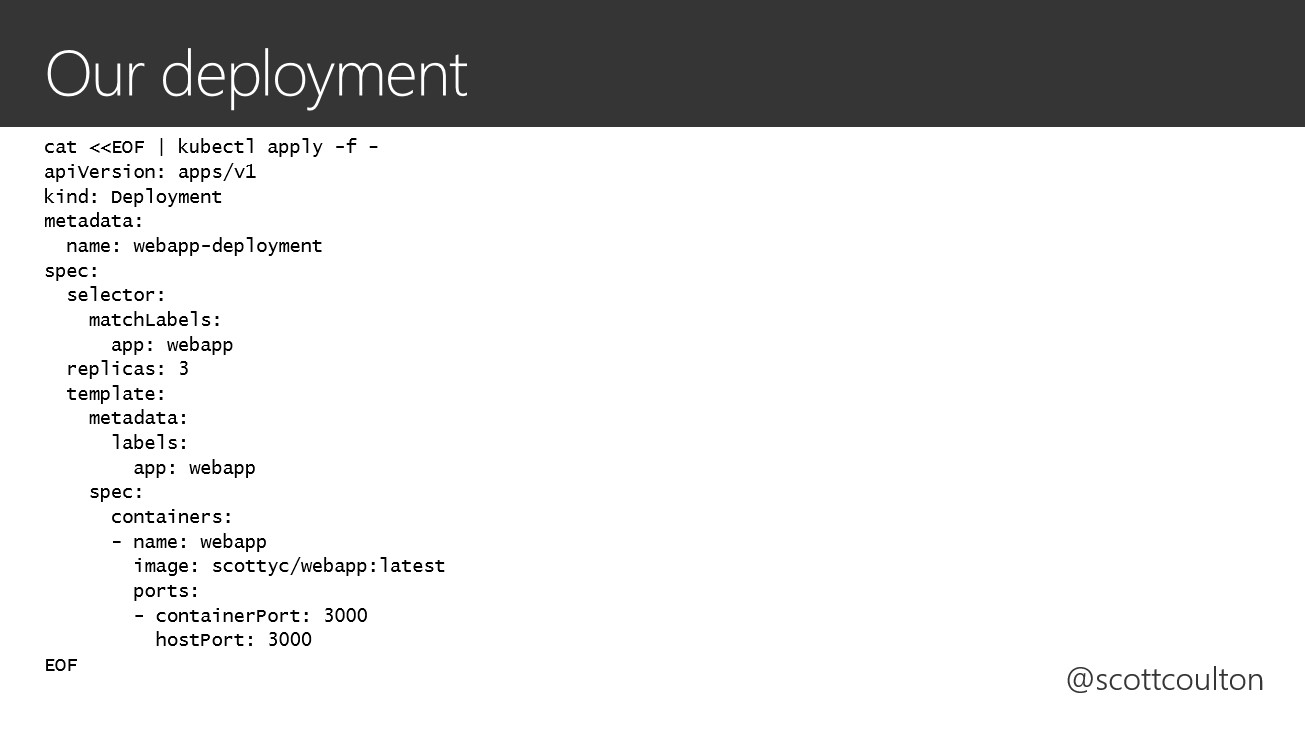 Our deployment
cat <<EOF | kubectl apply -f -
apiVersion: apps/v1
kind: Deployment
metadata:
  name: webapp-deployment
spec:
  selector:
    matchLabels:
      app: webapp
  replicas: 3
  template:
    metadata:
      labels:
        app: webapp
    spec:
      containers:
      - name: webapp
        image: scottyc/webapp:latest
        ports:
        - containerPort: 3000
          hostPort: 3000
EOF
@scottcoulton